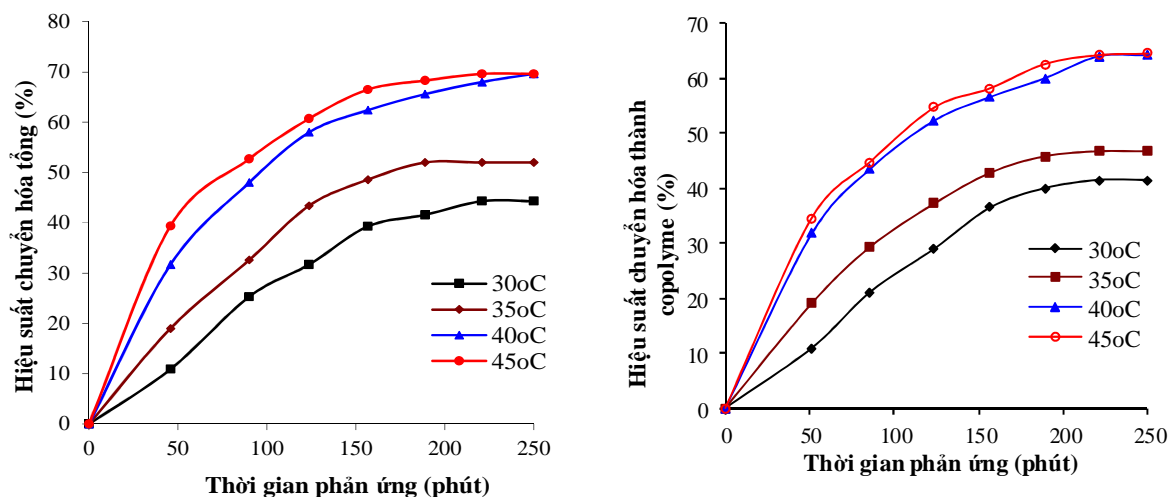 Hiệu suất chuyển hóa tổng (%)
80
70
60
50
40
30
20
10
0
0 50 100 150 200 250
Thời gian phản ứng (phút)
30oC
35oC
40oC
45oC
Hiệu suất chuyển hóa thành
copolyme (%)
70
60
50
40
30
20
10
0
0 50 100 150 200 250
Thời gian phản ứng (phút)
30oC
35oC
40oC
45oC